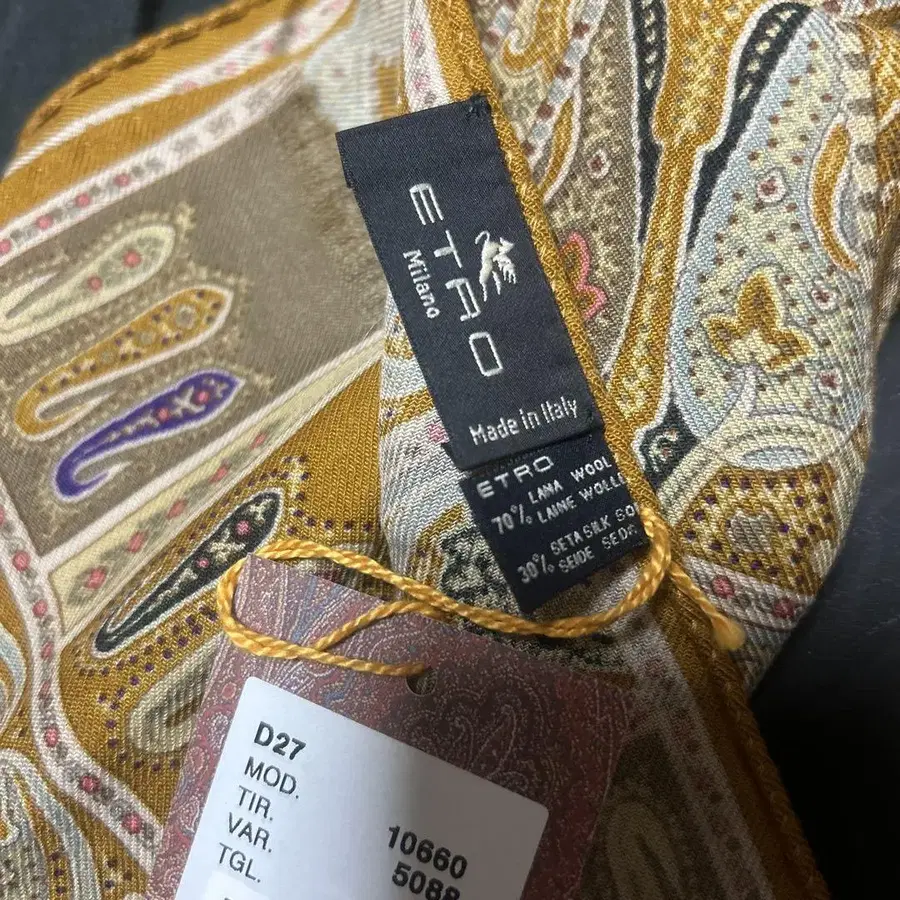 ETRO
Milano
Made in Italy
ETRO
70% LANA WOOL
LAINE WOLLE
30% SETA SILK
SEIDE SEDA
D27
MOD.
TIR.
VAR.
TGL.
10660
5088